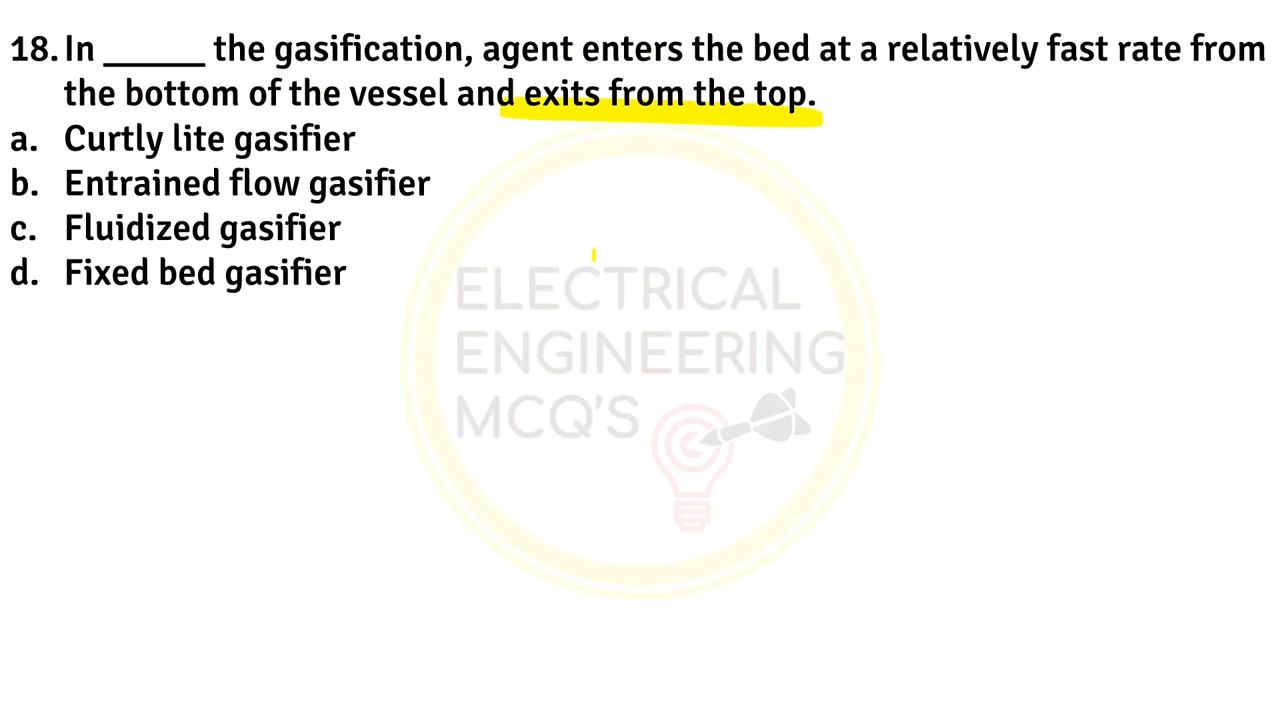 18. In ______ the gasification, agent enters the bed at a relatively fast rate from
the bottom of the vessel and exits from the top.
a. Curtly lite gasifier
b. Entrained flow gasifier
c. Fluidized gasifier
d. Fixed bed gasifier
ELECTRICAL
ENGINEERING
MCQ'S